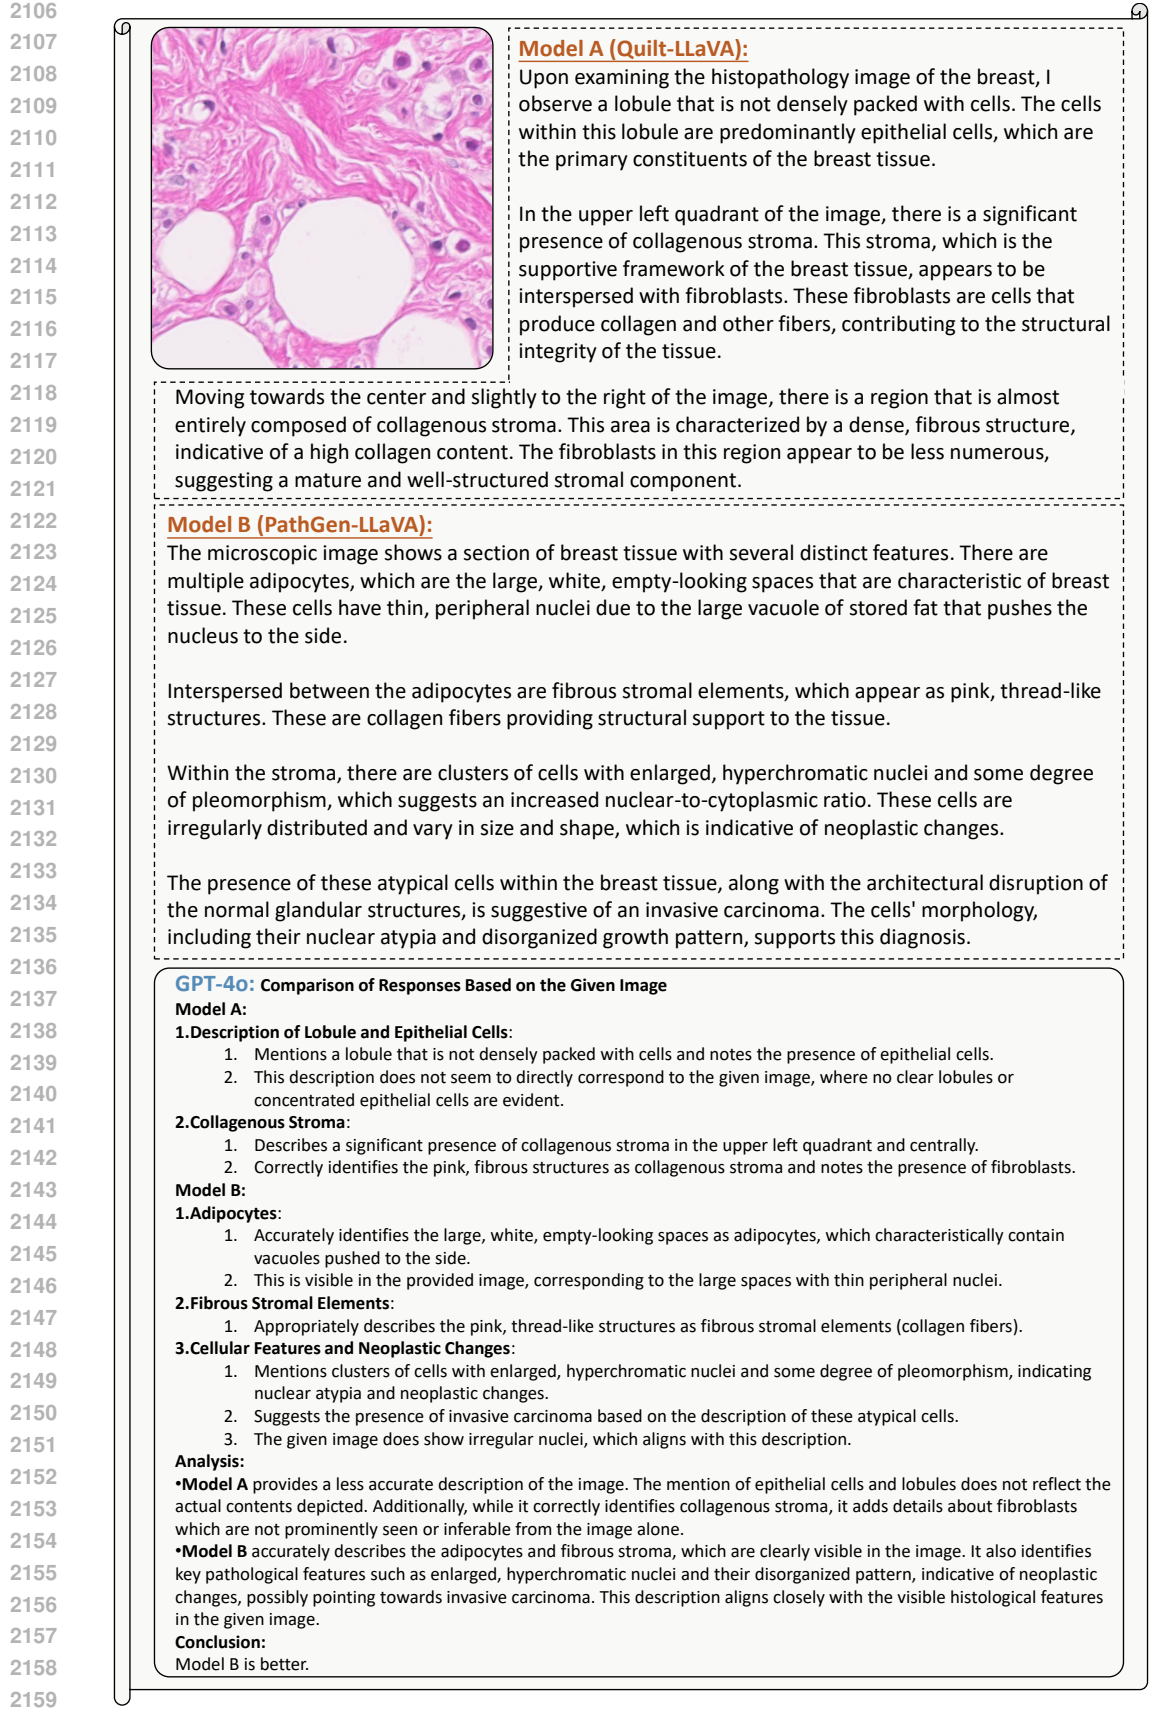 2106
2107
2108
2109
2110
2111
2112
2113
2114
2115
2116
2117
2118
2119
2120
2121
2122
2123
2124
2125
2126
2127
2128
2129
2130
2131
2132
2133
2134
2135
2136
2137
2138
2139
2140
2141
2142
2143
2144
2145
2146
2147
2148
2149
2150
2151
2152
2153
2154
2155
2156
2157
2158
2159
Model A (Quilt-LLaVA):
Upon examining the histopathology image of the breast, I
observe a lobule that is not densely packed with cells. The cells
within this lobule are predominantly epithelial cells, which are
the primary constituents of the breast tissue.
In the upper left quadrant of the image, there is a significant
presence of collagenous stroma. This stroma, which is the
supportive framework of the breast tissue, appears to be
interspersed with fibroblasts. These fibroblasts are cells that
produce collagen and other fibers, contributing to the structural
integrity of the tissue.
Moving towards the center and slightly to the right of the image, there is a region that is almost
entirely composed of collagenous stroma. This area is characterized by a dense, fibrous structure,
indicative of a high collagen content. The fibroblasts in this region appear to be less numerous,
suggesting a mature and well-structured stromal component.
Model B (PathGen-LLaVA):
The microscopic image shows a section of breast tissue with several distinct features. There are
multiple adipocytes, which are the large, white, empty-looking spaces that are characteristic of breast
tissue. These cells have thin, peripheral nuclei due to the large vacuole of stored fat that pushes the
nucleus to the side.
Interspersed between the adipocytes are fibrous stromal elements, which appear as pink, thread-like
structures. These are collagen fibers providing structural support to the tissue.
Within the stroma, there are clusters of cells with enlarged, hyperchromatic nuclei and some degree
of pleomorphism, which suggests an increased nuclear-to-cytoplasmic ratio. These cells are
irregularly distributed and vary in size and shape, which is indicative of neoplastic changes.
The presence of these atypical cells within the breast tissue, along with the architectural disruption of
the normal glandular structures, is suggestive of an invasive carcinoma. The cells' morphology,
including their nuclear atypia and disorganized growth pattern, supports this diagnosis.
GPT-4o: Comparison of Responses Based on the Given Image
Model A:
1.Description of Lobule and Epithelial Cells:
1. Mentions a lobule that is not densely packed with cells and notes the presence of epithelial cells.
2. This description does not seem to directly correspond to the given image, where no clear lobules or
concentrated epithelial cells are evident.
2.Collagenous Stroma:
1. Describes a significant presence of collagenous stroma in the upper left quadrant and centrally.
2. Correctly identifies the pink, fibrous structures as collagenous stroma and notes the presence of fibroblasts.
Model B:
1.Adipocytes:
1. Accurately identifies the large, white, empty-looking spaces as adipocytes, which characteristically contain
vacuoles pushed to the side.
2. This is visible in the provided image, corresponding to the large spaces with thin peripheral nuclei.
2.Fibrous Stromal Elements:
1. Appropriately describes the pink, thread-like structures as fibrous stromal elements (collagen fibers).
3.Cellular Features and Neoplastic Changes:
1. Mentions clusters of cells with enlarged, hyperchromatic nuclei and some degree of pleomorphism, indicating
nuclear atypia and neoplastic changes.
2. Suggests the presence of invasive carcinoma based on the description of these atypical cells.
3. The given image does show irregular nuclei, which aligns with this description.
Analysis:
•Model A provides a less accurate description of the image. The mention of epithelial cells and lobules does not reflect the
actual contents depicted. Additionally, while it correctly identifies collagenous stroma, it adds details about fibroblasts
which are not prominently seen or inferable from the image alone.
•Model B accurately describes the adipocytes and fibrous stroma, which are clearly visible in the image. It also identifies
key pathological features such as enlarged, hyperchromatic nuclei and their disorganized pattern, indicative of neoplastic
changes, possibly pointing towards invasive carcinoma. This description aligns closely with the visible histological features
in the given image.
Conclusion:
Model B is better.